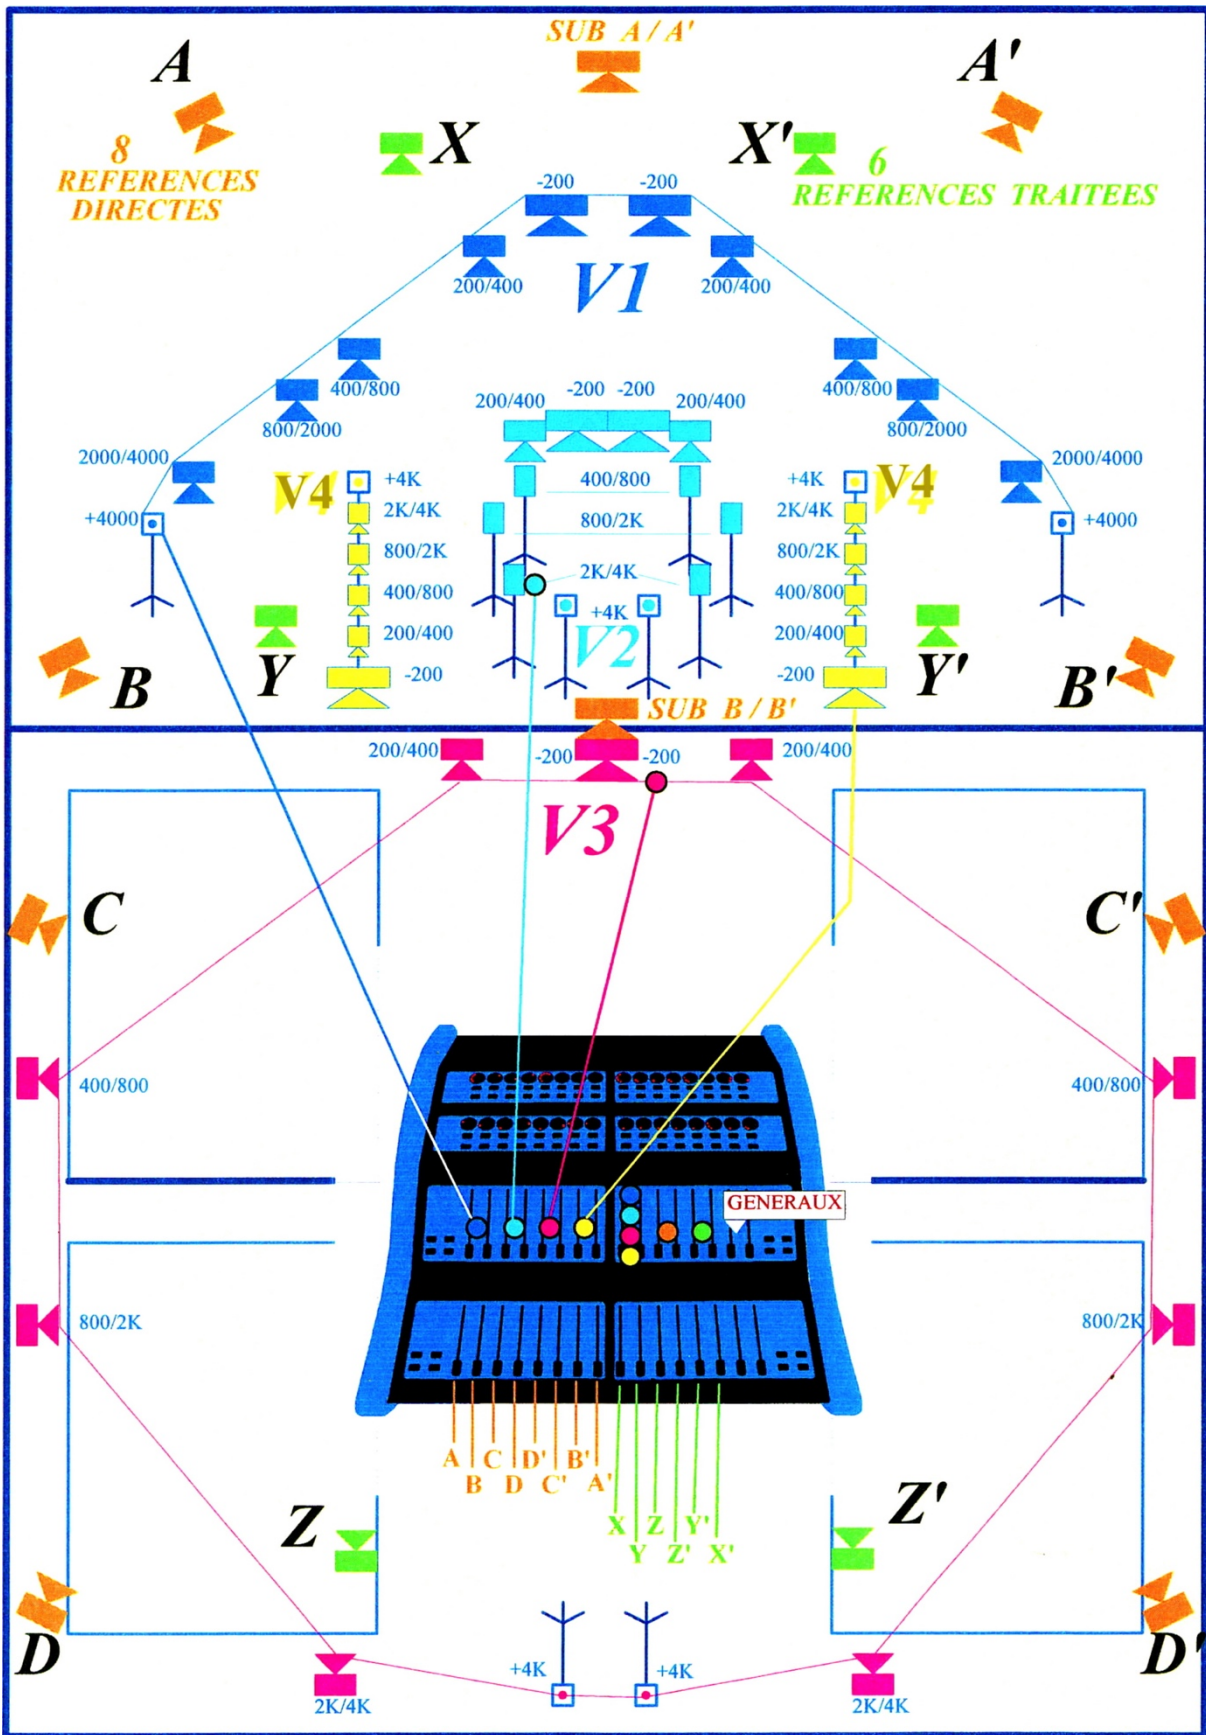 SUB A / A'
A
A'
X
X'
8
REFERENCES
DIRECTES
6
REFERENCES TRAITEES
-200
-200
200/400
V1
200/400
400/800
400/800
800/2000
800/2000
-200
-200
200/400
200/400
2000/4000
2000/4000
V4
+4K
400/800
+4K
V4
2K/4K
2K/4K
+4000
800/2K
+4000
800/2K
800/2K
2K/4K
400/800
400/800
+4K
200/400
V2
200/400
-200
-200
B
Y
Y'
B'
SUB B / B'
200/400
-200
-200
200/400
V3
C
C'
400/800
400/800
GENERAUX
800/2K
800/2K
A
C
D'
B'
B
D
C'
A'
X
Z
Y'
Y
Z'
X'
Z
Z'
D
D'
+4K
+4K
2K/4K
2K/4K